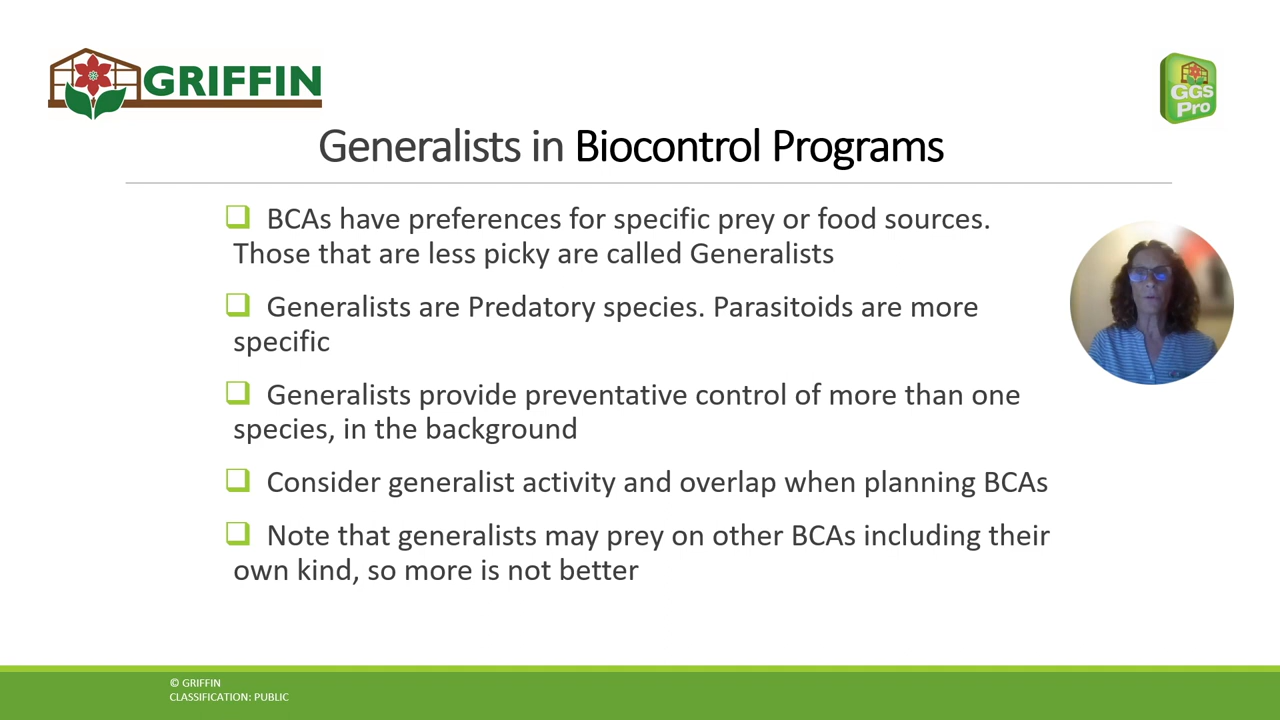 GRIFFIN
GGS
Pro
Generalists in Biocontrol Programs
BCAs have preferences for specific prey or food sources.
Those that are less picky are called Generalists
Generalists are Predatory species. Parasitoids are more
specific
Generalists provide preventative control of more than one
species, in the background
Consider generalist activity and overlap when planning BCAs
Note that generalists may prey on other BCAs including their
own kind, so more is not better
© GRIFFIN
CLASSIFICATION: PUBLIC